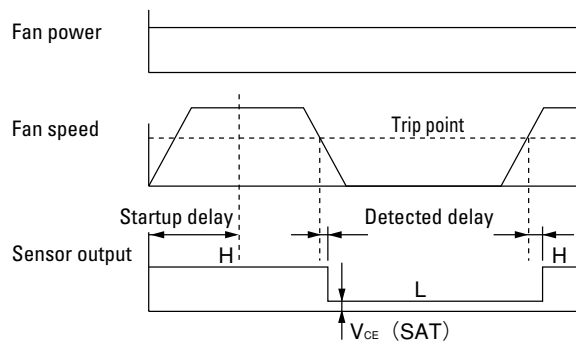 Fan power
Fan speed
Trip point
Startup delay
Detected delay
Sensor output
H
H
L
VCE (SAT)